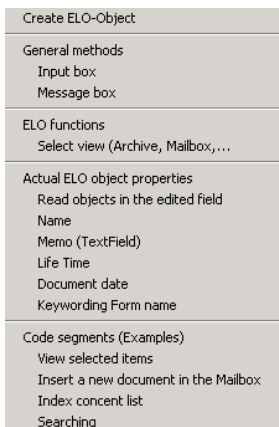 Create ELO-Object
General methods
Input box
Message box
ELO functions
Select view (Archive, Mailbox,...
Actual ELO object properties
Read objects in the edited field
Name
Memo (TextField)
Life Time
Document date
Keywording Form name
Code segments (Examples)
View selected items
Insert a new document in the Mailbox
Index concent list
Searching